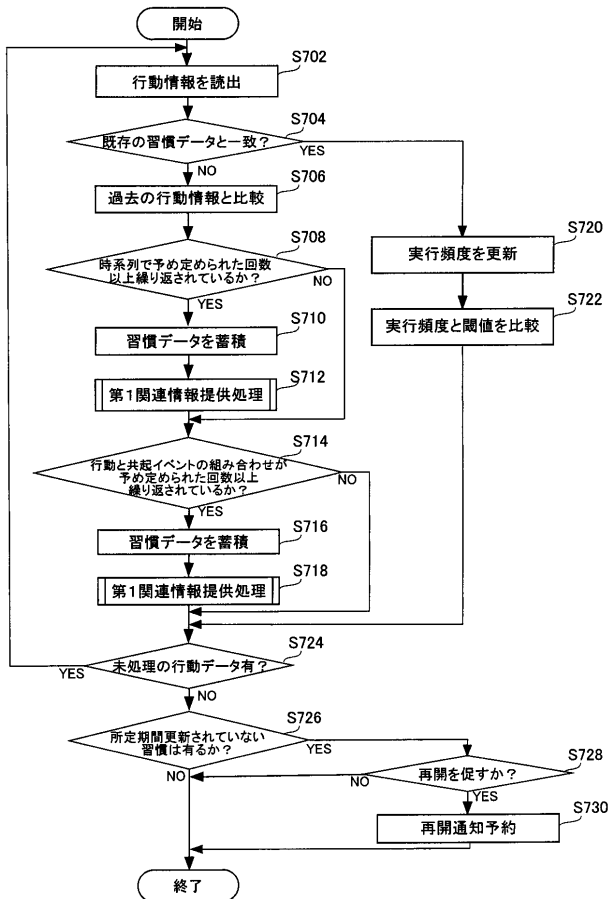 開始
S702
行動情報を読出
S704
既存の習慣データと一致？
YES
NO
S706
過去の行動情報と比較
S708
時系列で予め定められた回数
以上繰り返されているか？
NO
YES
S710
習慣データを蓄積
S712
第1関連情報提供処理
S714
行動と共起イベントの組み合わせが
予め定められた回数以上
繰り返されているか？
NO
YES
S716
習慣データを蓄積
S718
第1関連情報提供処理
S720
実行頻度を更新
S722
実行頻度と閾値を比較
S724
未処理の行動データ有？
YES
NO
S726
所定期間更新されていない
習慣は有るか？
YES
NO
S728
再開を促すか？
NO
YES
S730
再開通知予約
終了